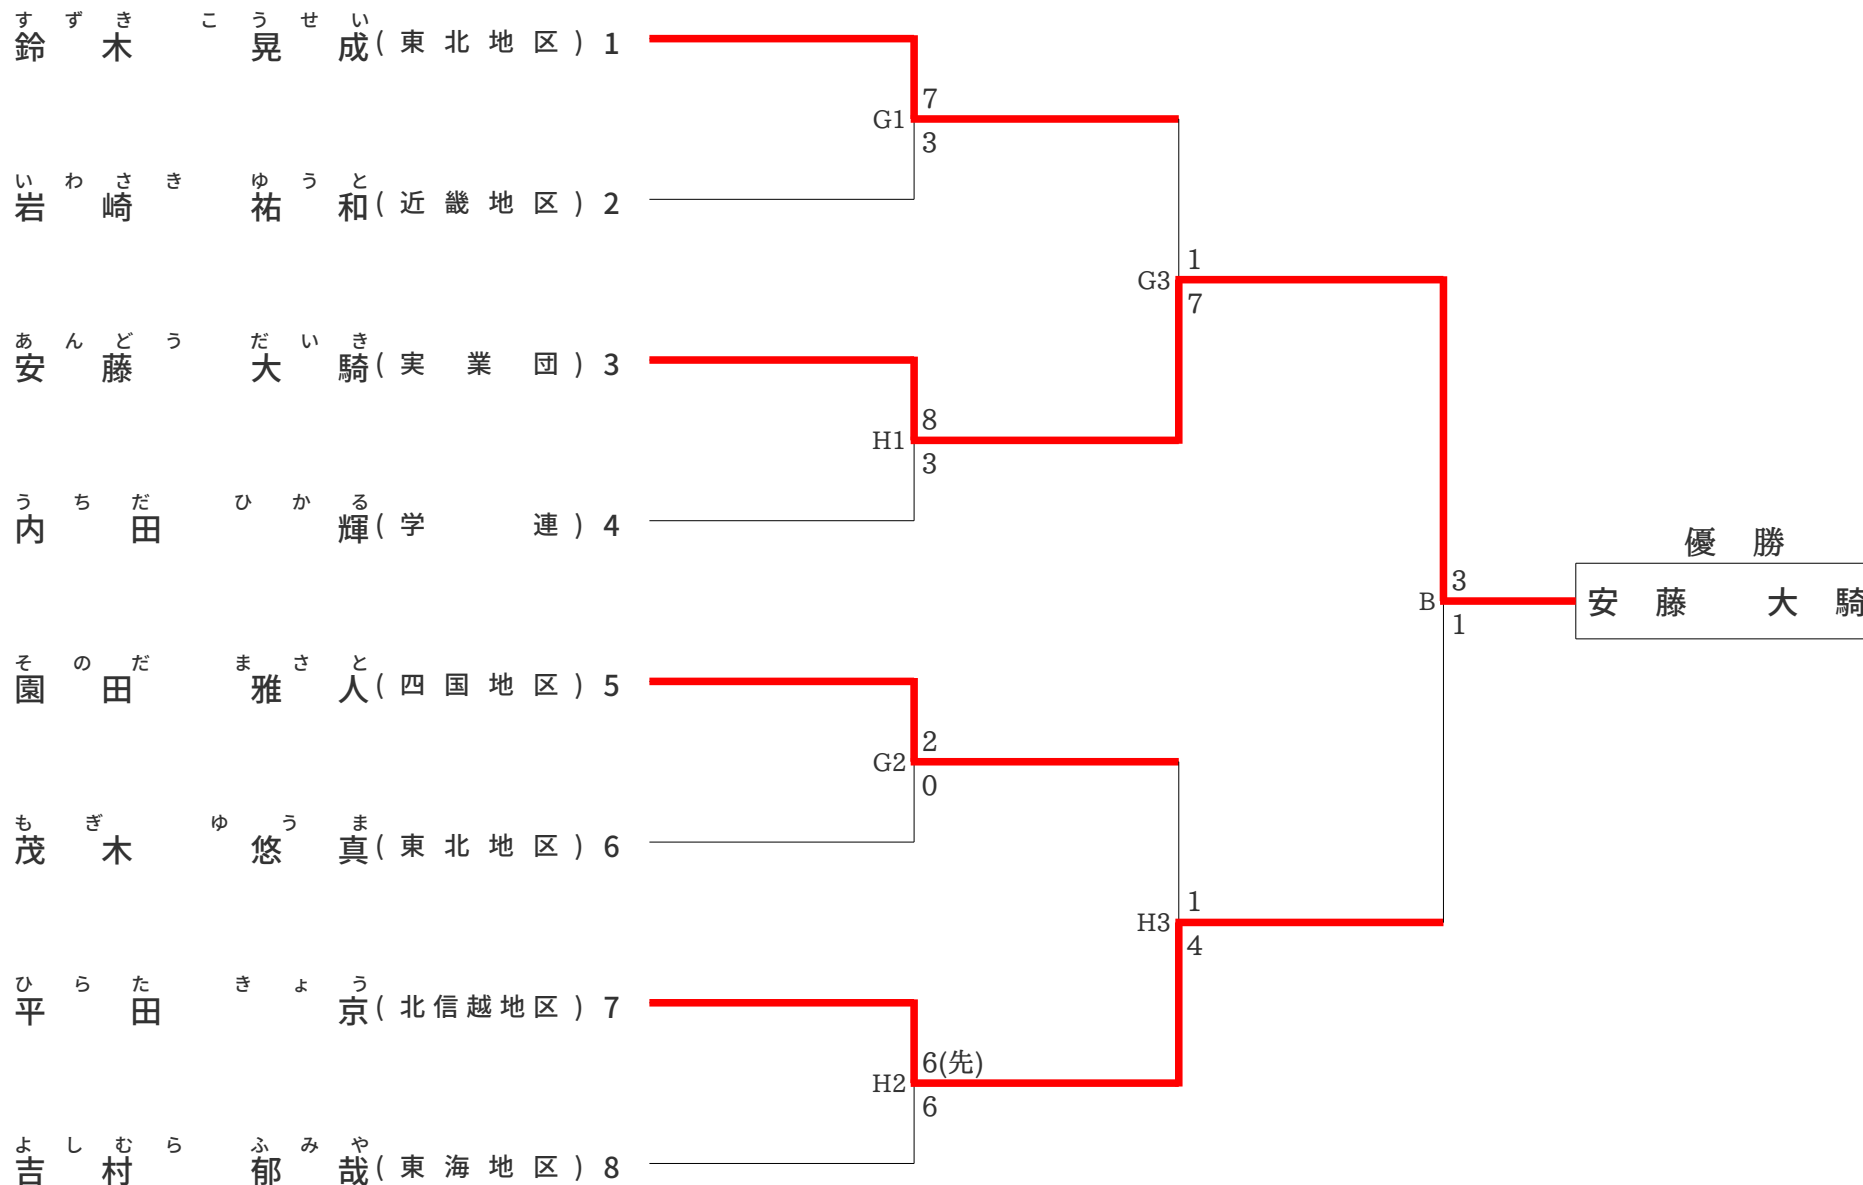 すずき こうせい
鈴木 晃成(東北地区) 1
7
G1
3
いわさき ゆうと
岩崎 祐和(近畿地区) 2
1
G3
7
あんどう だいき
安藤 大騎(実業団) 3
8
H1
3
うちだ ひかる
内田 輝(学連) 4
優勝
3
B
安藤 大騎
1
そのだ まさと
園田 雅人(四国地区) 5
2
G2
0
もぎ ゆうま
茂木 悠真(東北地区) 6
1
H3
4
ひらた きょう
平田 京(北信越地区) 7
6(先)
H2
6
よしむら ふみや
吉村 郁哉(東海地区) 8